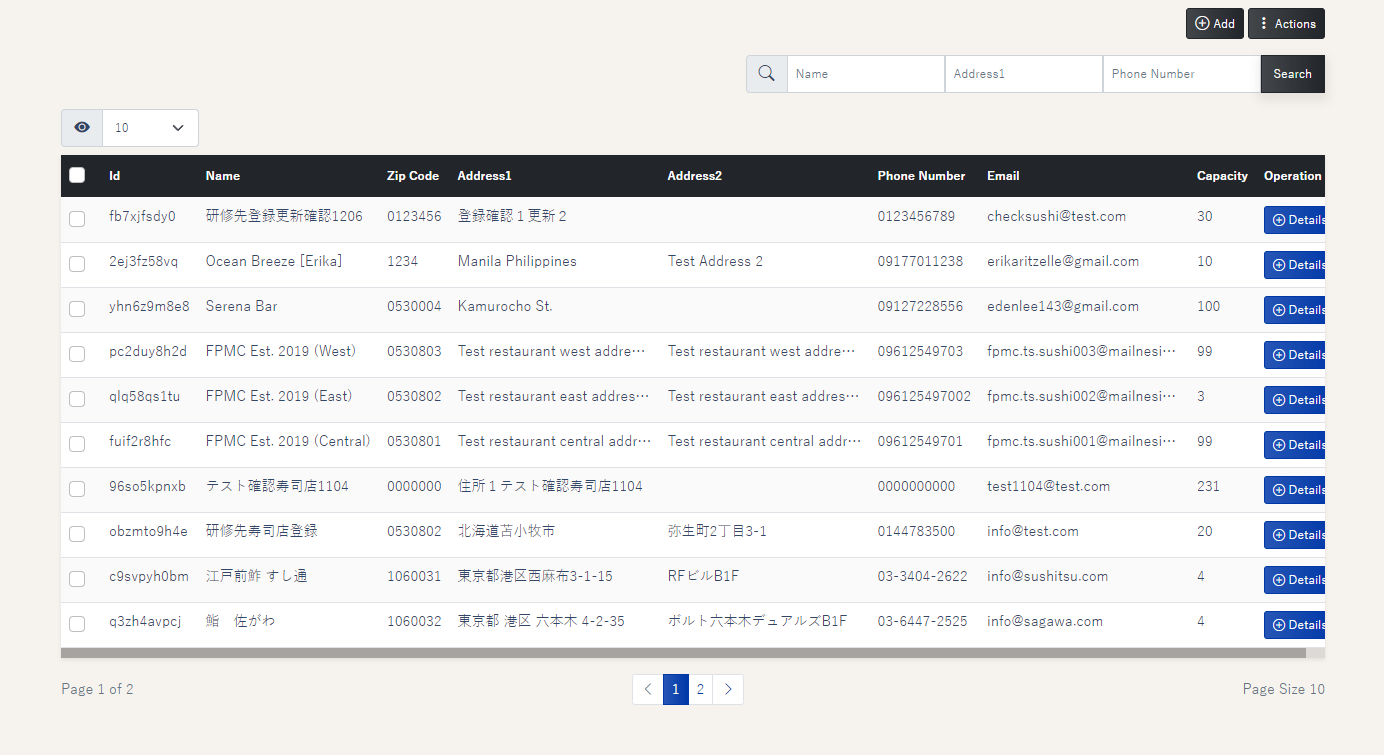 Add Actions
Name Address1 Phone Number Search
10
Id Name Zip Code Address1 Address2 Phone Number Email Capacity Operation
fb7xjfsdy0 研修先登録更新確認1206 0123456 登録確認１更新２ 0123456789 checksushi@test.com 30 Details
2ej3fz58vq Ocean Breeze [Erika] 1234 Manila Philippines Test Address 2 09177011238 erikaritzelle@gmail.com 10 Details
yhn6z9m8e8 Serena Bar 0530004 Kamurocho St. 09127228556 edenlee143@gmail.com 100 Details
pc2duy8h2d FPMC Est. 2019 (West) 0530803 Test restaurant west addre… Test restaurant west addre… 09612549703 fpmc.ts.sushi003@mailnesi… 99 Details
qlq58qs1tu FPMC Est. 2019 (East) 0530802 Test restaurant east addres… Test restaurant east addres… 096125497002 fpmc.ts.sushi002@mailnesi… 3 Details
fuif2r8hfc FPMC Est. 2019 (Central) 0530801 Test restaurant central addr… Test restaurant central addr… 09612549701 fpmc.ts.sushi001@mailnesi… 99 Details
96so5kpnxb テスト確認寿司店1104 0000000 住所１テスト確認寿司店1104 0000000000 test1104@test.com 231 Details
obzmto9h4e 研修先寿司店登録 0530802 北海道苫小牧市 弥生町2丁目3-1 0144783500 info@test.com 20 Details
c9svpyh0bm 江戸前鮓 すし通 1060031 東京都港区西麻布3-1-15 RFビルB1F 03-3404-2622 info@sushitsu.com 4 Details
q3zh4avpcj 鮨　佐がわ 1060032 東京都 港区 六本木 4-2-35 ボルト六本木デュアルズB1F 03-6447-2525 info@sagawa.com 4 Details
Page 1 of 2 1 2 Page Size 10